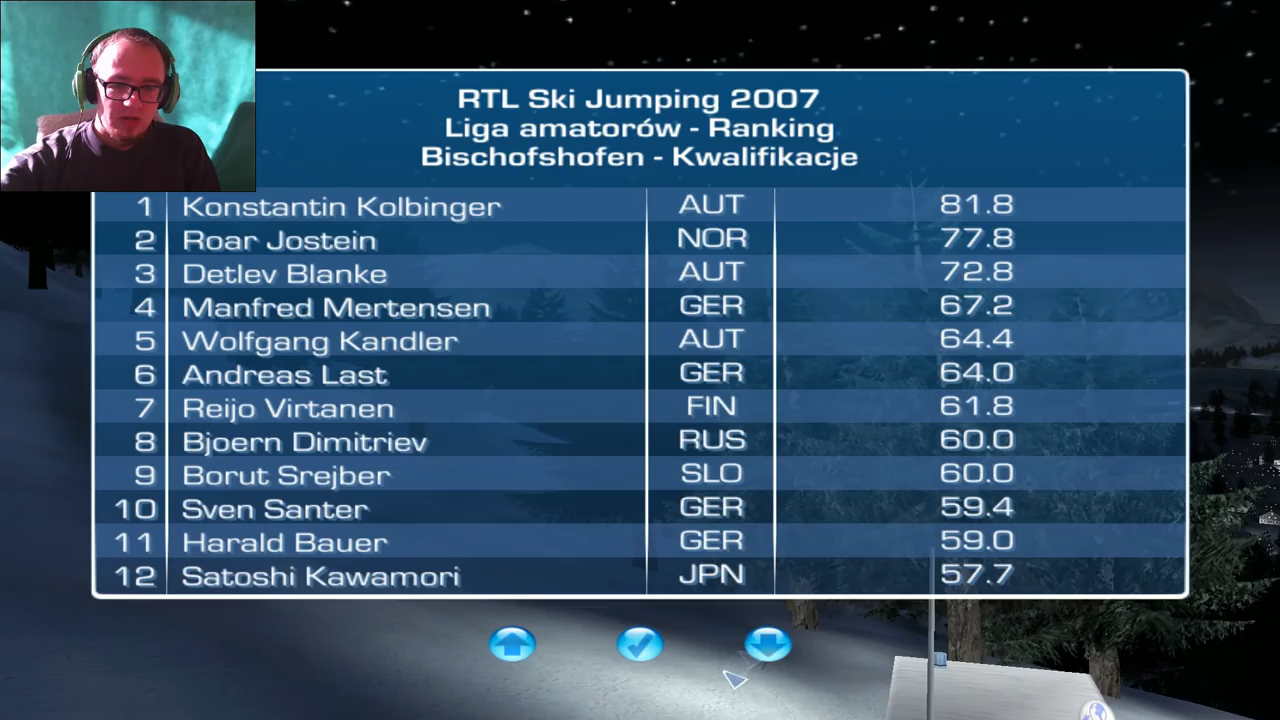 RTL Ski Jumping 2007
Liga amatorów - Ranking
Bischofshofen - Kwalifikacje
1 Konstantin Kolbinger AUT 81.8
2 Roar Jostein NOR 77.8
3 Detlev Blanke AUT 72.8
4 Manfred Mertensen GER 67.2
5 Wolfgang Kandler AUT 64.4
6 Andreas Last GER 64.0
7 Reijo Virtanen FIN 61.8
8 Bjoern Dimitriev RUS 60.0
9 Borut Srejber SLO 60.0
10 Sven Santer GER 59.4
11 Harald Bauer GER 59.0
12 Satoshi Kawamori JPN 57.7